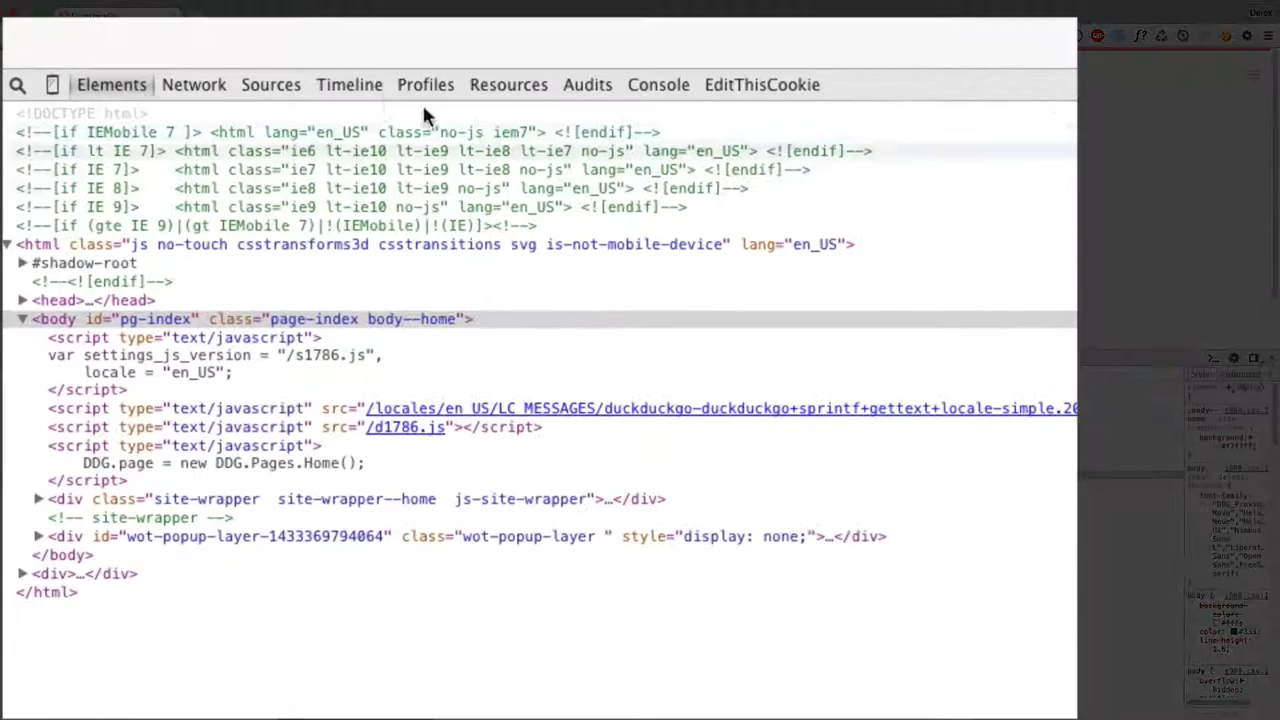 Elements Network Sources Timeline Profiles Resources Audits Console EditThisCookie
<!DOCTYPE html>
<!--[if IEMobile 7 ]> <html lang="en_US" class="no-js iem7"> <![endif]-->
<!--[if lt IE 7]> <html class="ie6 lt-ie10 lt-ie9 lt-ie8 lt-ie7 no-js" lang="en_US"> <![endif]-->
<!--[if IE 7]>    <html class="ie7 lt-ie10 lt-ie9 lt-ie8 no-js" lang="en_US"> <![endif]-->
<!--[if IE 8]>    <html class="ie8 lt-ie10 lt-ie9 no-js" lang="en_US"> <![endif]-->
<!--[if IE 9]>    <html class="ie9 lt-ie10 no-js" lang="en_US"> <![endif]-->
<!--[if (gte IE 9)|(gt IEMobile 7)|!(IEMobile)|!(IE)]><!-->
<html class="js no-touch csstransforms3d csstransitions svg is-not-mobile-device" lang="en_US">
#shadow-root
<!--<![endif]-->
<head>…</head>
<body id="pg-index" class="page-index body--home">
<script type="text/javascript">
var settings_js_version = "/s1786.js",
locale = "en_US";
</script>
<script type="text/javascript" src="/locales/en_US/LC_MESSAGES/duckduckgo-duckduckgo+sprintf+gettext+locale-simple.20
<script type="text/javascript" src="/d1786.js"></script>
<script type="text/javascript">
DDG.page = new DDG.Pages.Home();
</script>
<div class="site-wrapper  site-wrapper--home  js-site-wrapper">…</div>
<!-- site-wrapper -->
<div id="wot-popup-layer-1433369794064" class="wot-popup-layer " style="display: none;">…</div>
</body>
<div>…</div>
</html>